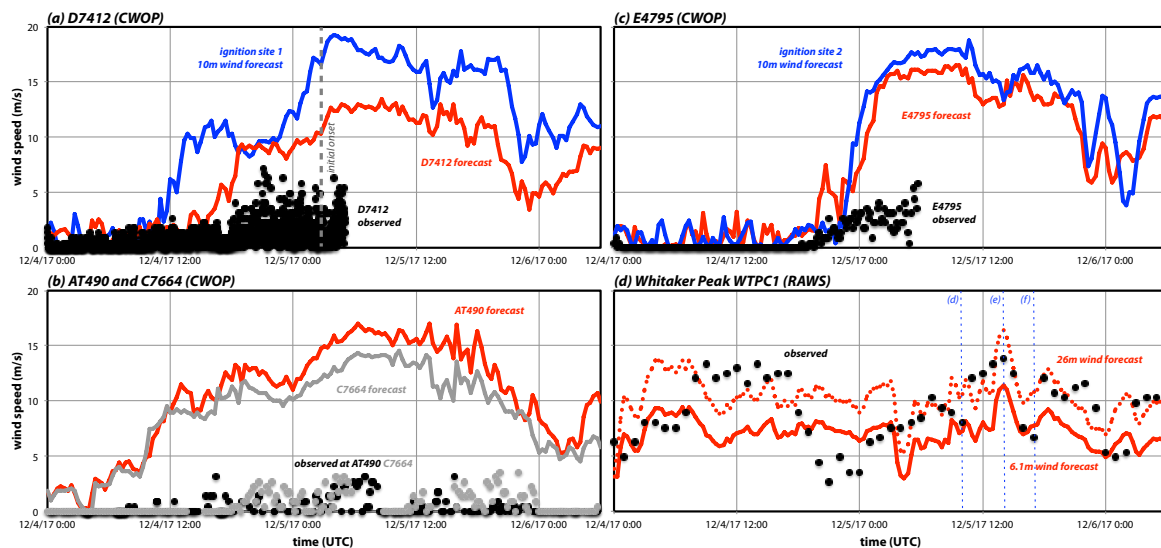 (a) D7412 (CWOP)
20
15
10
5
0
wind speed (m/s)
ignition site 1
10m wind forecast
initial onset
D7412 forecast
D7412
observed
12/4/17 0:00
12/4/17 12:00
12/5/17 0:00
12/5/17 12:00
12/6/17 0:00
(c) E4795 (CWOP)
ignition site 2
10m wind forecast
E4795 forecast
E4795
observed
12/4/17 0:00
12/4/17 12:00
12/5/17 0:00
12/5/17 12:00
12/6/17 0:00
(b) AT490 and C7664 (CWOP)
20
15
10
5
0
wind speed (m/s)
AT490 forecast
C7664 forecast
observed at AT490 C7664
12/4/17 0:00
12/4/17 12:00
12/5/17 0:00
12/5/17 12:00
12/6/17 0:00
time (UTC)
(d) Whitaker Peak WTPC1 (RAWS)
(d)
(e)
(f)
observed
26m wind forecast
6.1m wind forecast
12/4/17 0:00
12/4/17 12:00
12/5/17 0:00
12/5/17 12:00
12/6/17 0:00
time (UTC)